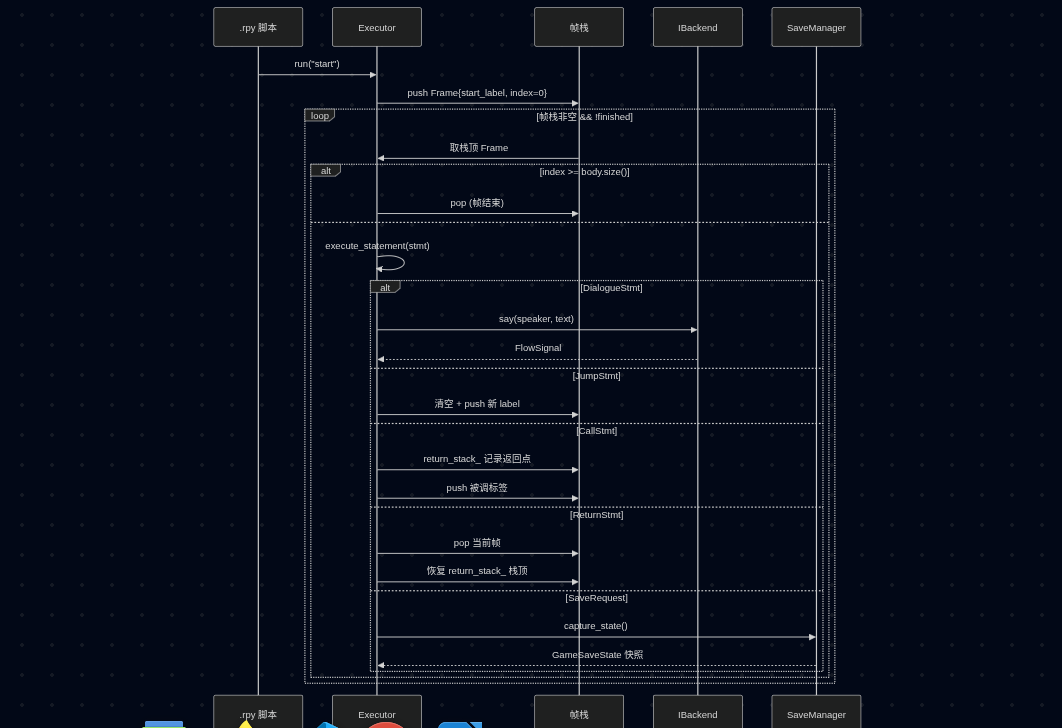 .rpy 脚本
Executor
帧栈
IBackend
SaveManager
run("start")
push Frame{start_label, index=0}
loop
[帧栈非空 && !finished]
取栈顶 Frame
alt
[index >= body.size()]
pop (帧结束)
execute_statement(stmt)
alt
[DialogueStmt]
say(speaker, text)
FlowSignal
[JumpStmt]
清空 + push 新 label
[CallStmt]
return_stack_ 记录返回点
push 被调标签
[ReturnStmt]
pop 当前帧
恢复 return_stack_ 栈顶
[SaveRequest]
capture_state()
GameSaveState 快照
.rpy 脚本
Executor
帧栈
IBackend
SaveManager